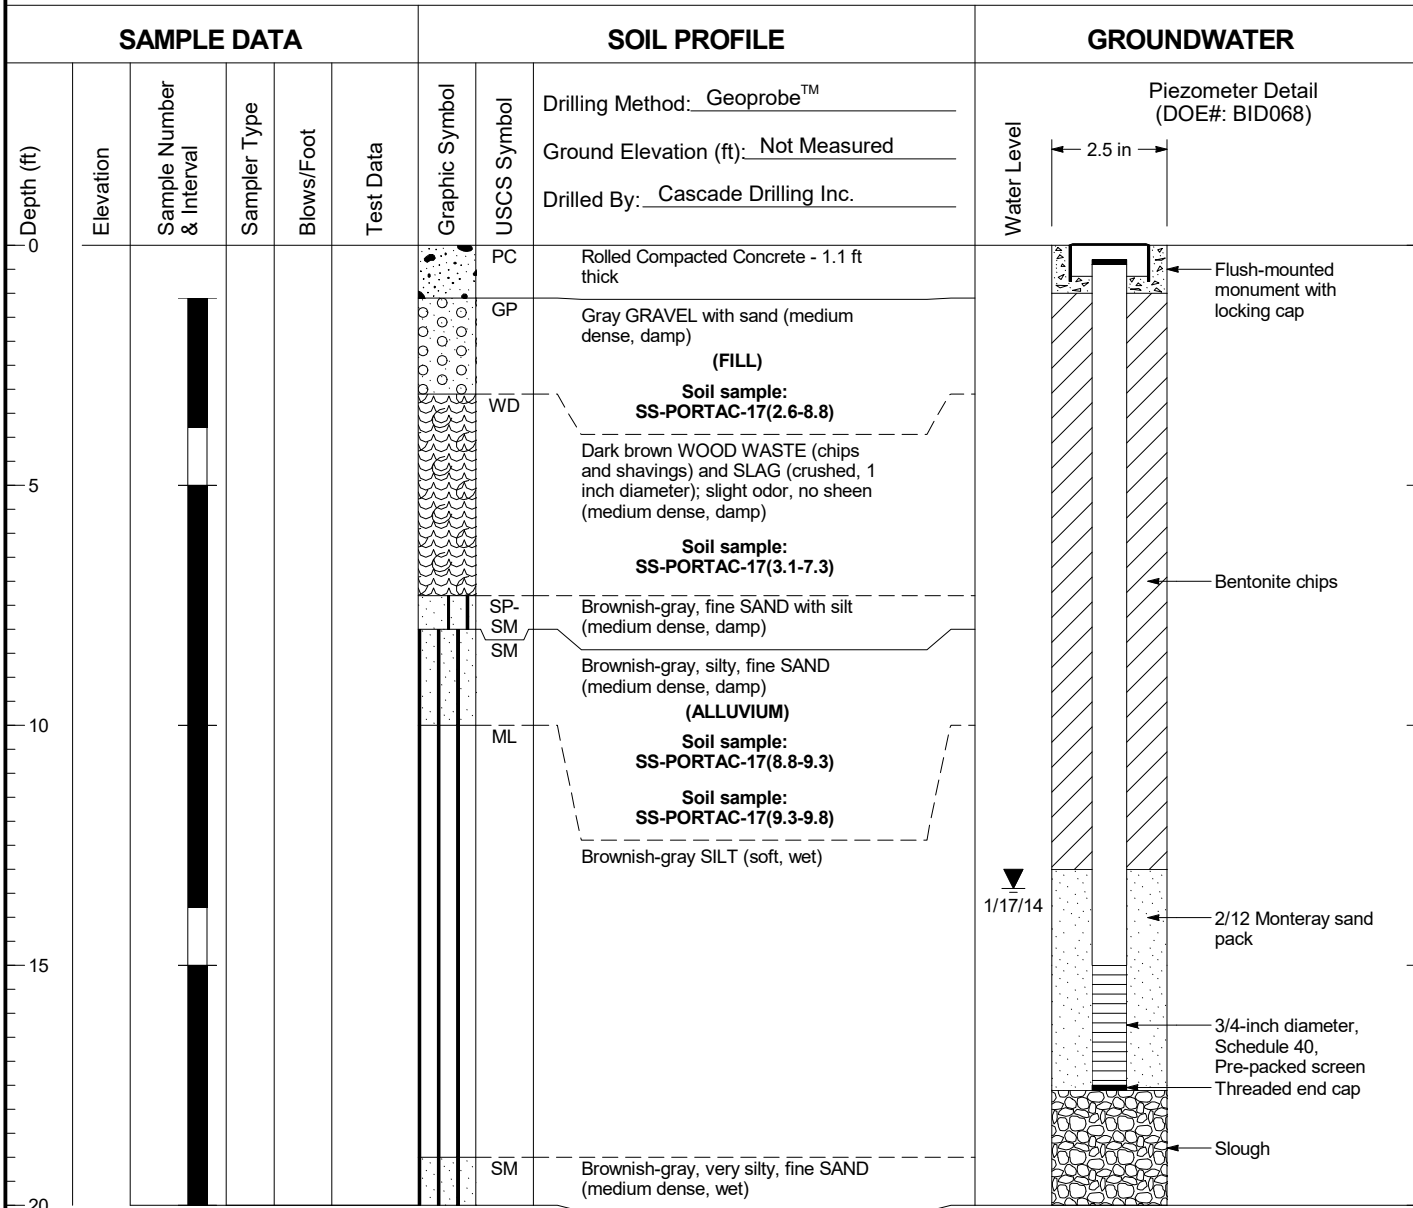 SAMPLE DATA
SOIL PROFILE
GROUNDWATER
Depth (ft)
Elevation
Sample Number
& Interval
Sampler Type
Blows/Foot
Test Data
Graphic Symbol
USCS Symbol
Drilling Method: Geoprobe™
Ground Elevation (ft): Not Measured
Drilled By: Cascade Drilling Inc.
Water Level
Piezometer Detail
(DOE#: BID068)
2.5 in
0
PC
Rolled Compacted Concrete - 1.1 ft
thick
Flush-mounted
monument with
locking cap
GP
Gray GRAVEL with sand (medium
dense, damp)
(FILL)
Soil sample:
SS-PORTAC-17(2.6-8.8)
WD
Dark brown WOOD WASTE (chips
and shavings) and SLAG (crushed, 1
inch diameter); slight odor, no sheen
(medium dense, damp)
5
Soil sample:
SS-PORTAC-17(3.1-7.3)
Bentonite chips
SP-
SM
Brownish-gray, fine SAND with silt
(medium dense, damp)
SM
Brownish-gray, silty, fine SAND
(medium dense, damp)
(ALLUVIUM)
10
ML
Soil sample:
SS-PORTAC-17(8.8-9.3)
Soil sample:
SS-PORTAC-17(9.3-9.8)
Brownish-gray SILT (soft, wet)
1/17/14
2/12 Monteray sand
pack
15
3/4-inch diameter,
Schedule 40,
Pre-packed screen
Threaded end cap
Slough
SM
Brownish-gray, very silty, fine SAND
(medium dense, wet)
20